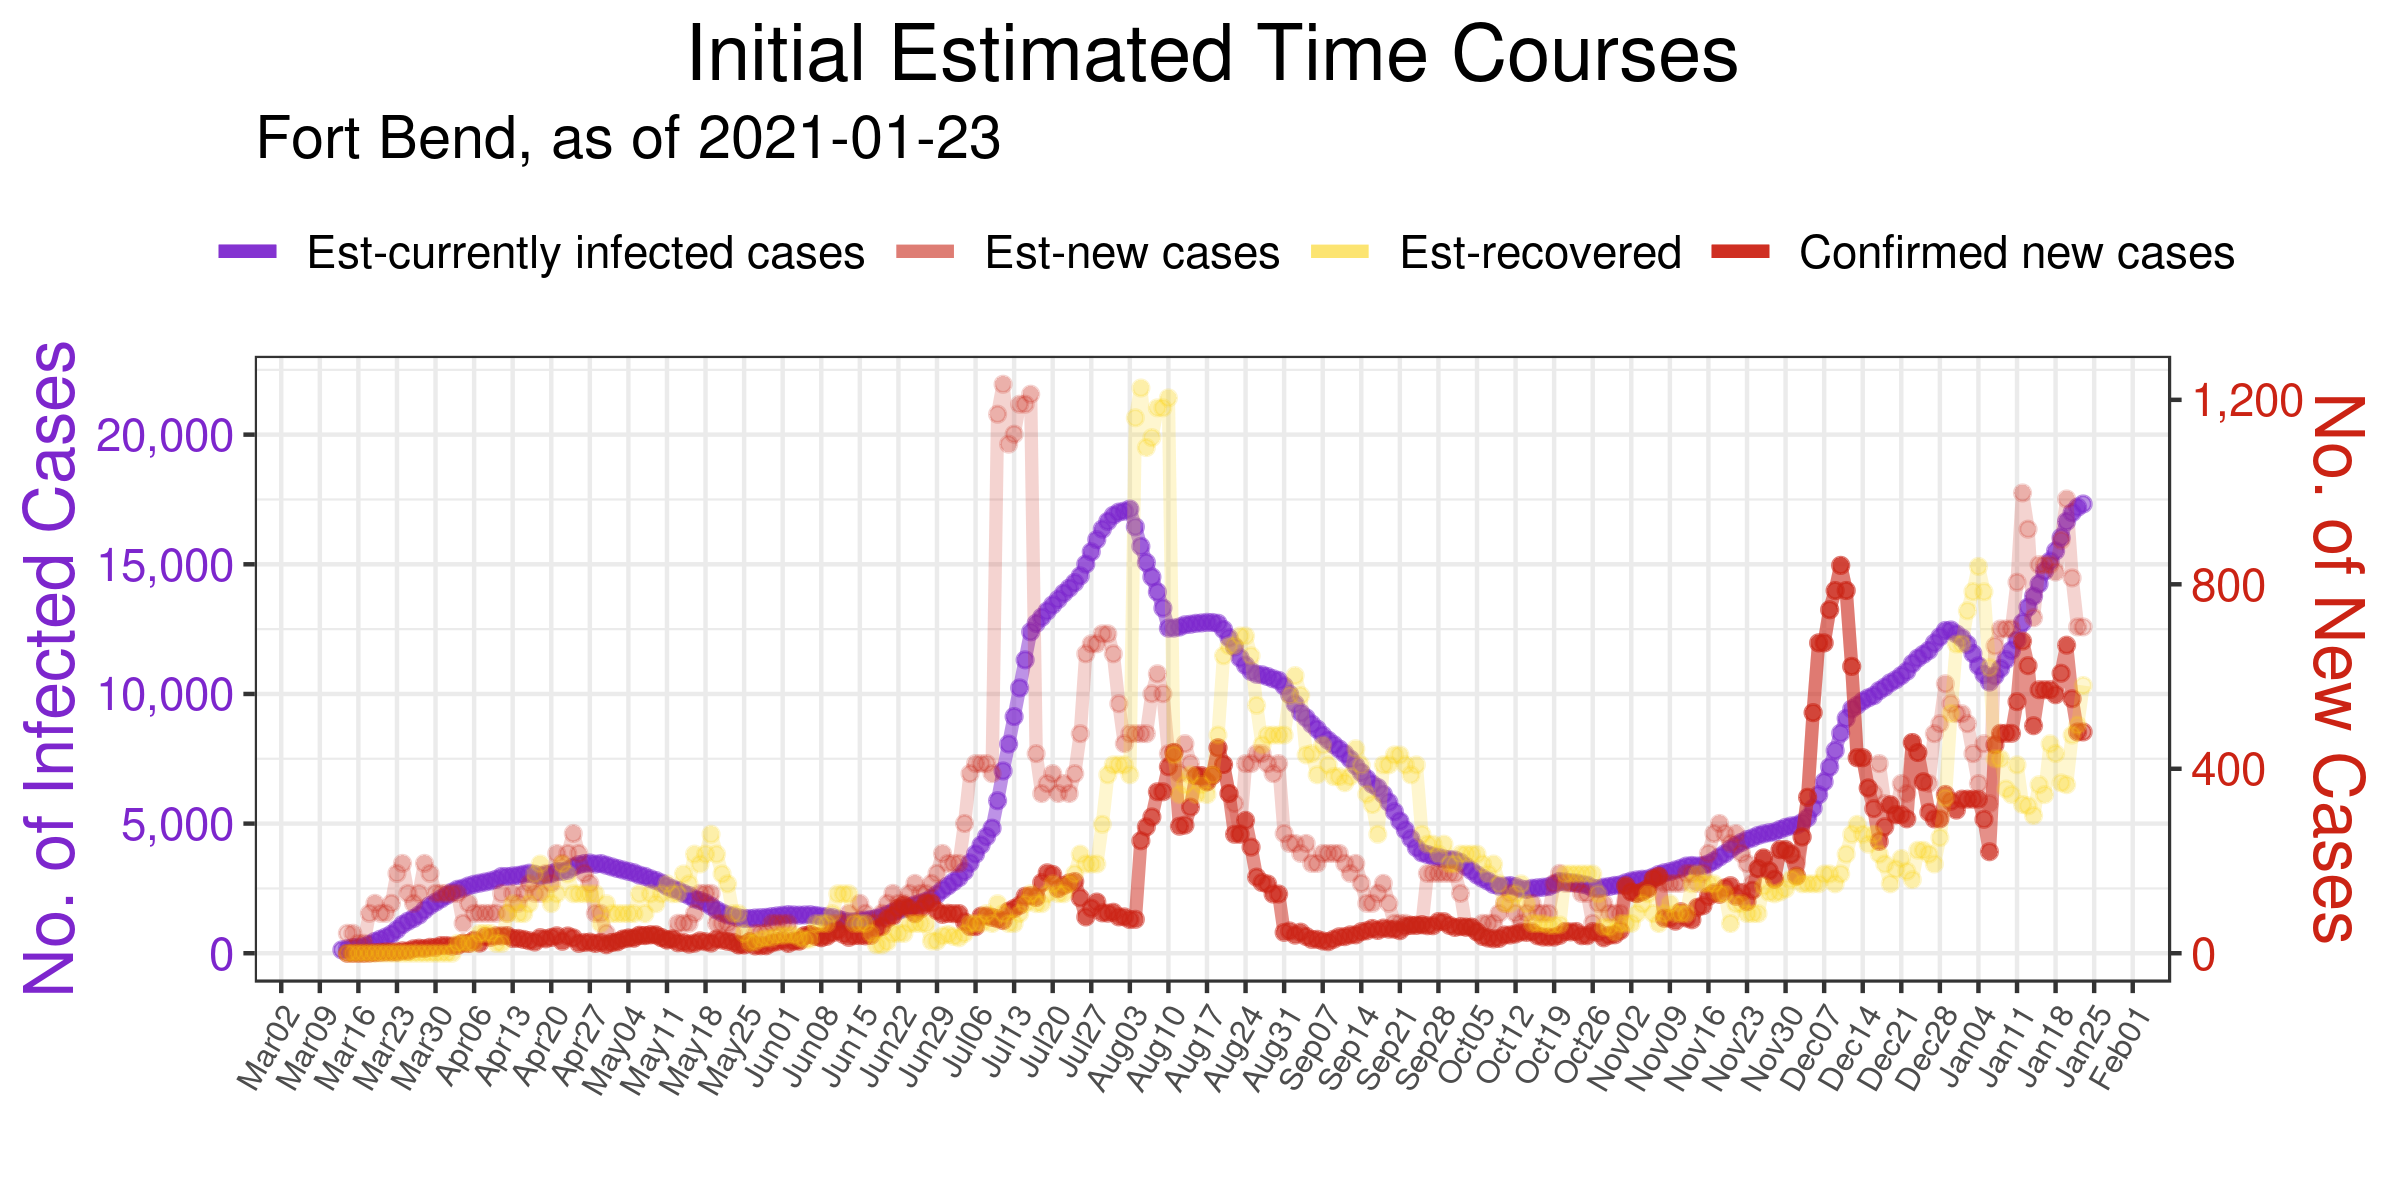 Initial Estimated Time Courses
Fort Bend, as of 2021-01-23
Est-currently infected cases Est-new cases Est-recovered Confirmed new cases
No. of Infected Cases
20,000
15,000
10,000
5,000
0
1,200
800
400
0
No. of New Cases
Mar02 Mar09 Mar16 Mar23 Mar30 Apr06 Apr13 Apr20 Apr27 May04 May11 May18 May25 Jun01 Jun08 Jun15 Jun22 Jun29 Jul06 Jul13 Jul20 Jul27 Aug03 Aug10 Aug17 Aug24 Aug31 Sep07 Sep14 Sep21 Sep28 Oct05 Oct12 Oct19 Oct26 Nov02 Nov09 Nov16 Nov23 Nov30 Dec07 Dec14 Dec21 Dec28 Jan04 Jan11 Jan18 Jan25 Feb01